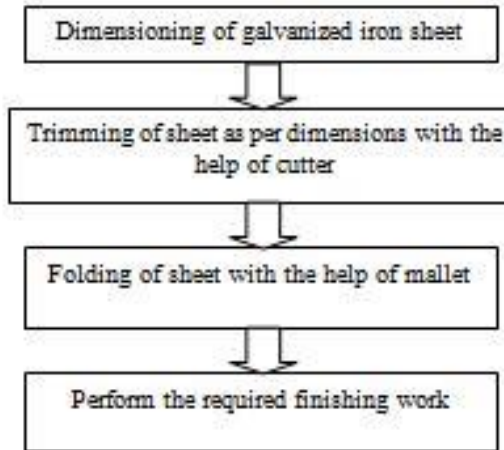 Dimensioning of galvanized iron sheet
Trimming of sheet as per dimensions with the
help of cutter
Folding of sheet with the help of mallet
Perform the required finishing work